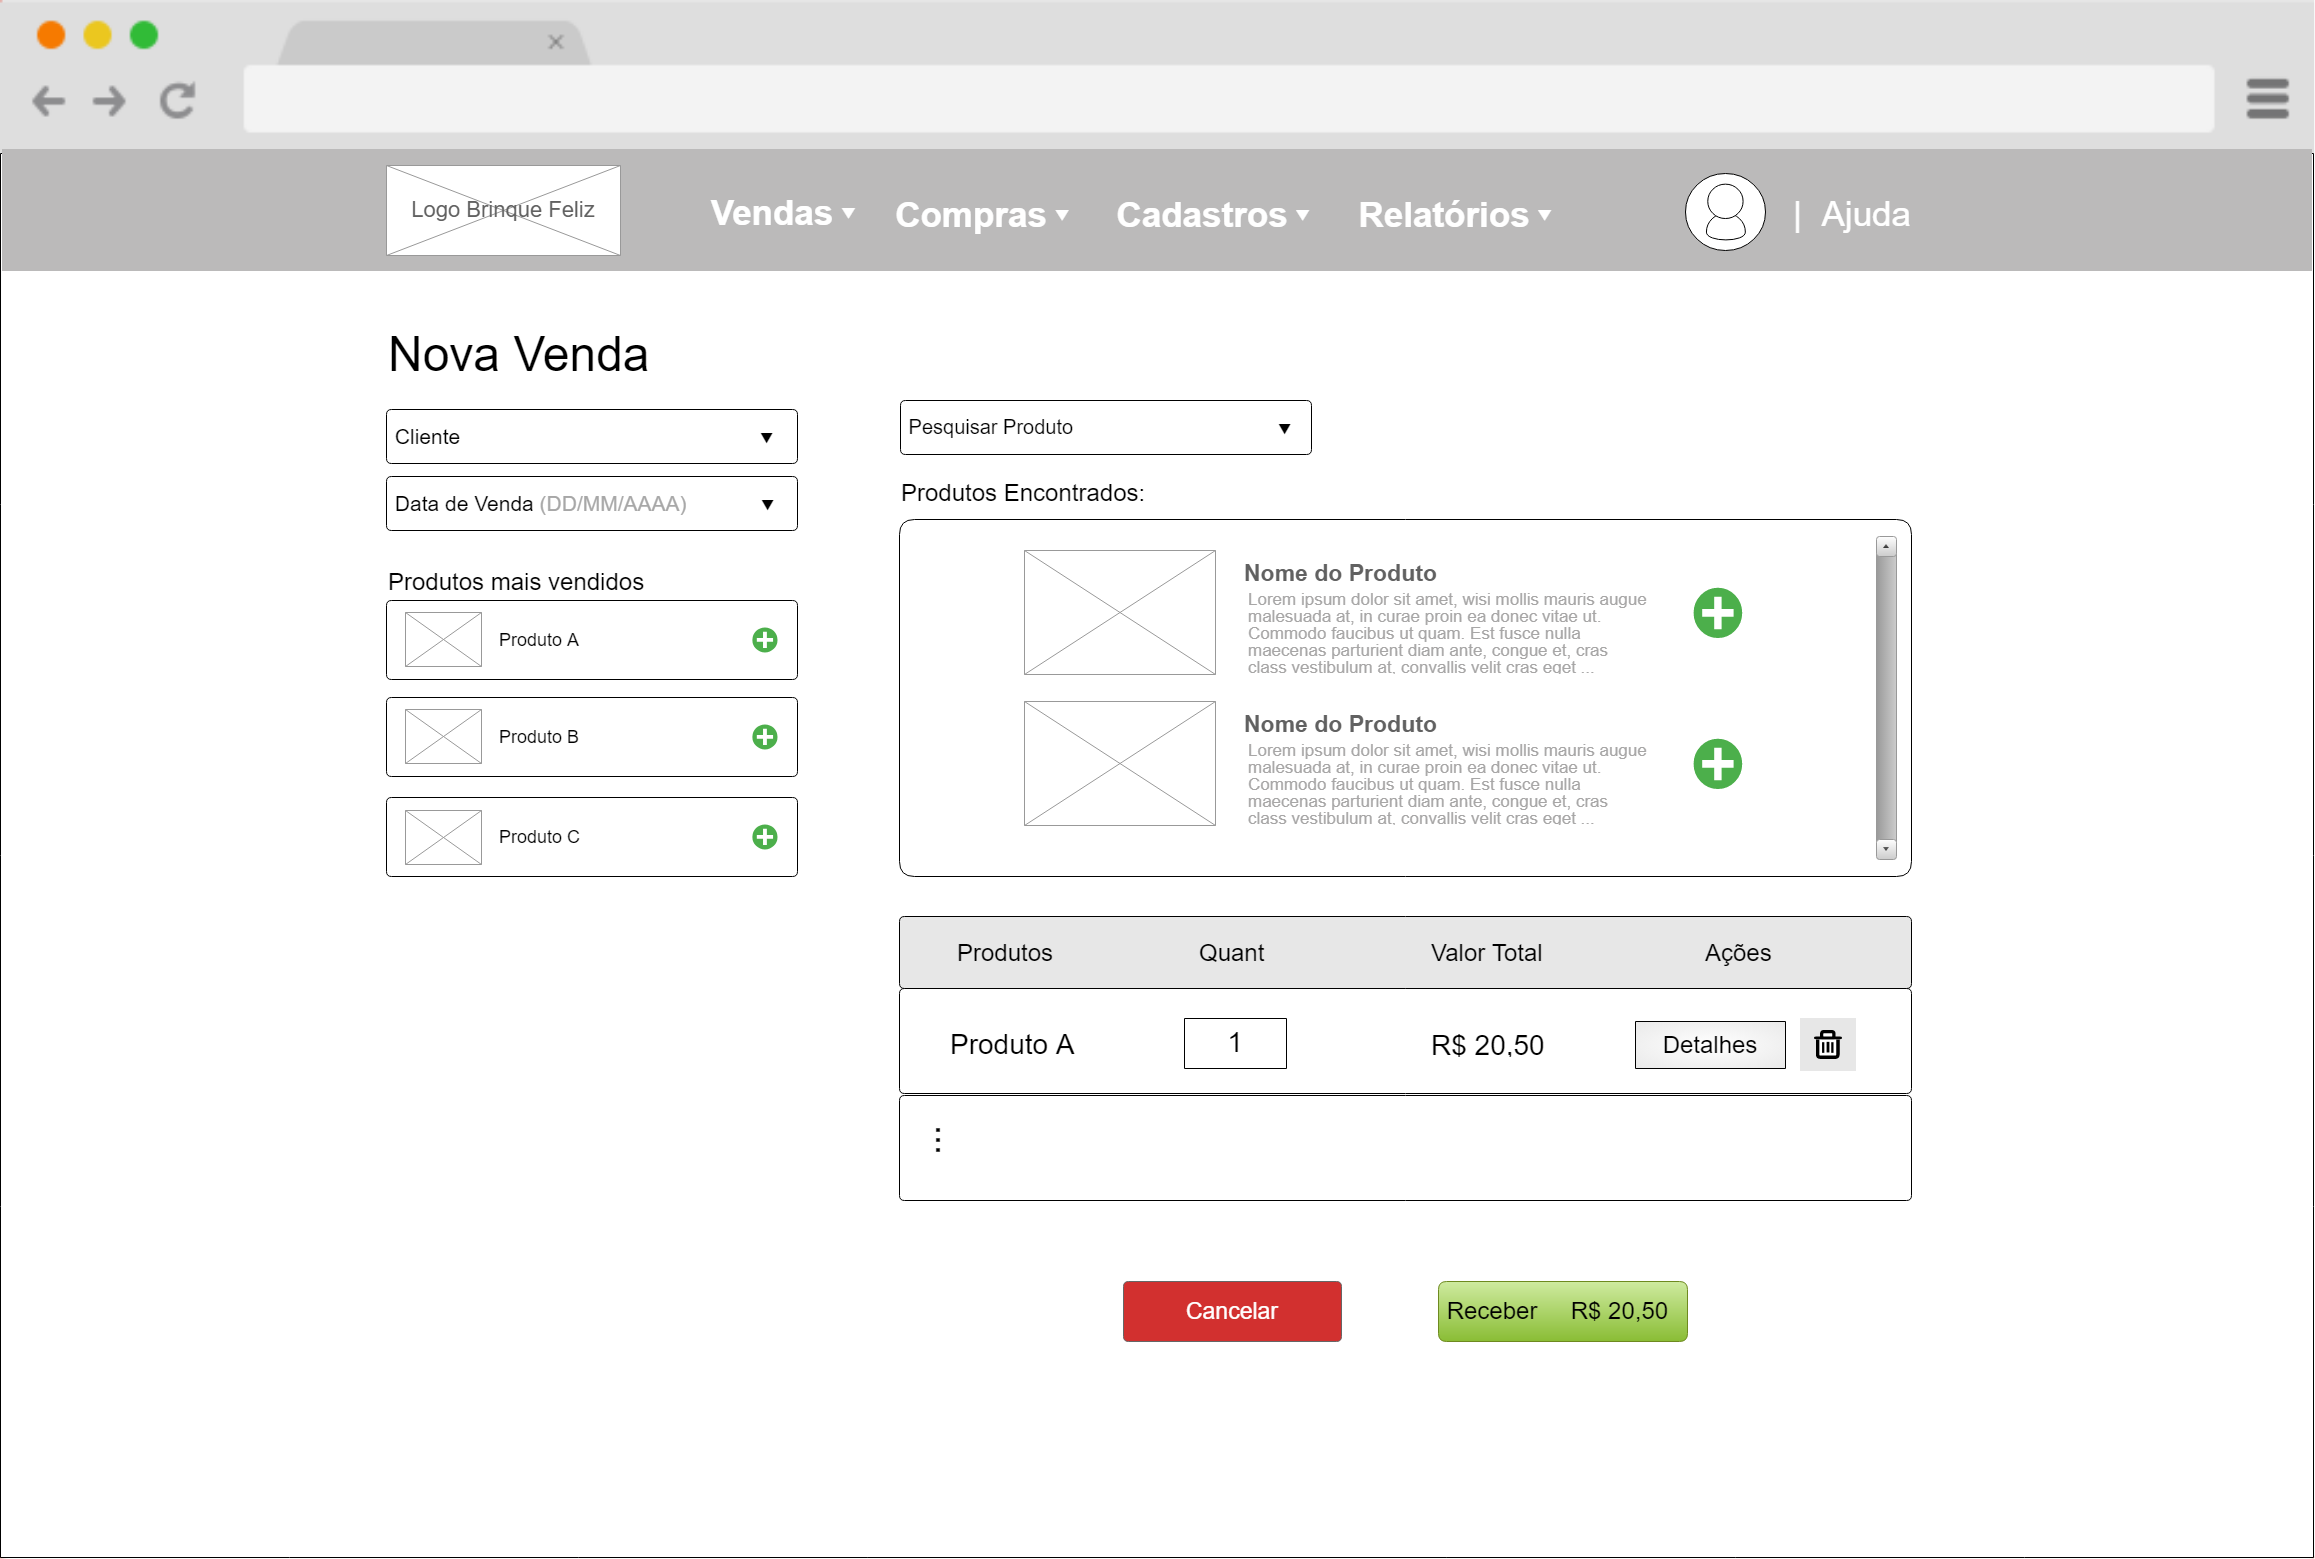 Logo Brinque Feliz
Vendas
Compras
Cadastros
Relatórios
| Ajuda
Nova Venda
Cliente
Data de Venda (DD/MM/AAAA)
Produtos mais vendidos
Produto A
Produto B
Produto C
Pesquisar Produto
Produtos Encontrados:
Nome do Produto
Lorem ipsum dolor sit amet, wisi mollis mauris augue
malesuada at, in curae proin ea donec vitae ut.
Commodo faucibus ut quam. Est fusce nulla
maecenas parturient diam ante, congue et, cras
class vestibulum at, convallis velit cras eget ...
Nome do Produto
Lorem ipsum dolor sit amet, wisi mollis mauris augue
malesuada at, in curae proin ea donec vitae ut.
Commodo faucibus ut quam. Est fusce nulla
maecenas parturient diam ante, congue et, cras
class vestibulum at, convallis velit cras eget ...
Produtos Quant Valor Total Ações
Produto A 1 R$ 20,50 Detalhes
Cancelar
Receber R$ 20,50